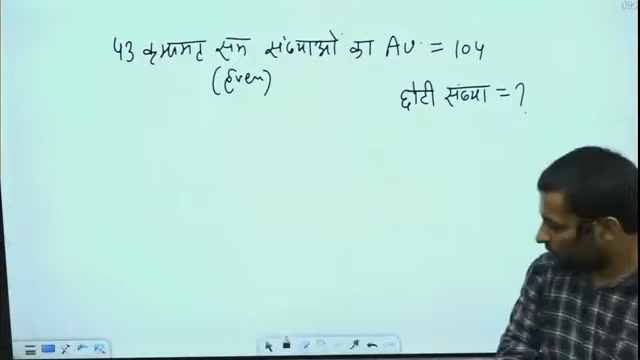 43 क्रमागत सम संख्याओं का Av. = 104
(Even)
छोटी संख्या = ?